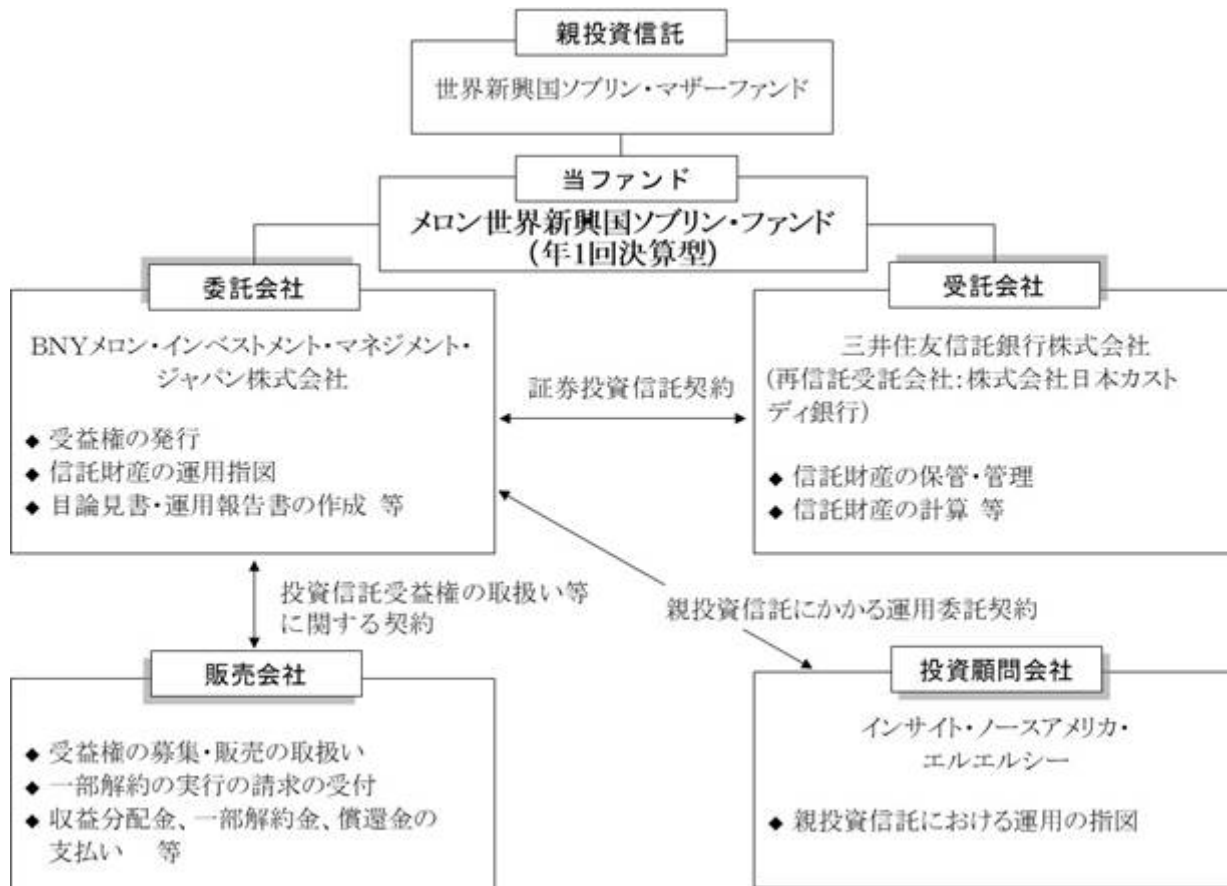 親投資信託
世界新興国ソブリン・マザーファンド
当ファンド
メロン世界新興国ソブリン・ファンド
(年1回決算型)
委託会社
BNYメロン・インベストメント・マネジメント・
ジャパン株式会社
◆ 受益権の発行
◆ 信託財産の運用指図
◆ 目論見書・運用報告書の作成 等
証券投資信託契約
受託会社
三井住友信託銀行株式会社
(再信託受託会社:株式会社日本カスト
ディ銀行)
◆ 信託財産の保管・管理
◆ 信託財産の計算 等
投資信託受益権の取扱い等
に関する契約
親投資信託にかかる運用委託契約
販売会社
◆ 受益権の募集・販売の取扱い
◆ 一部解約の実行の請求の受付
◆ 収益分配金、一部解約金、償還金の
支払い 等
投資顧問会社
インサイト・ノースアメリカ・
エルエルシー
◆ 親投資信託における運用の指図